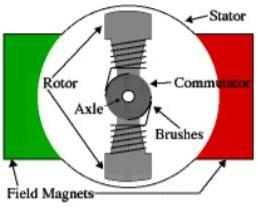 Stator
Rotor
Commutator
Axle
Brushes
Field Magnets